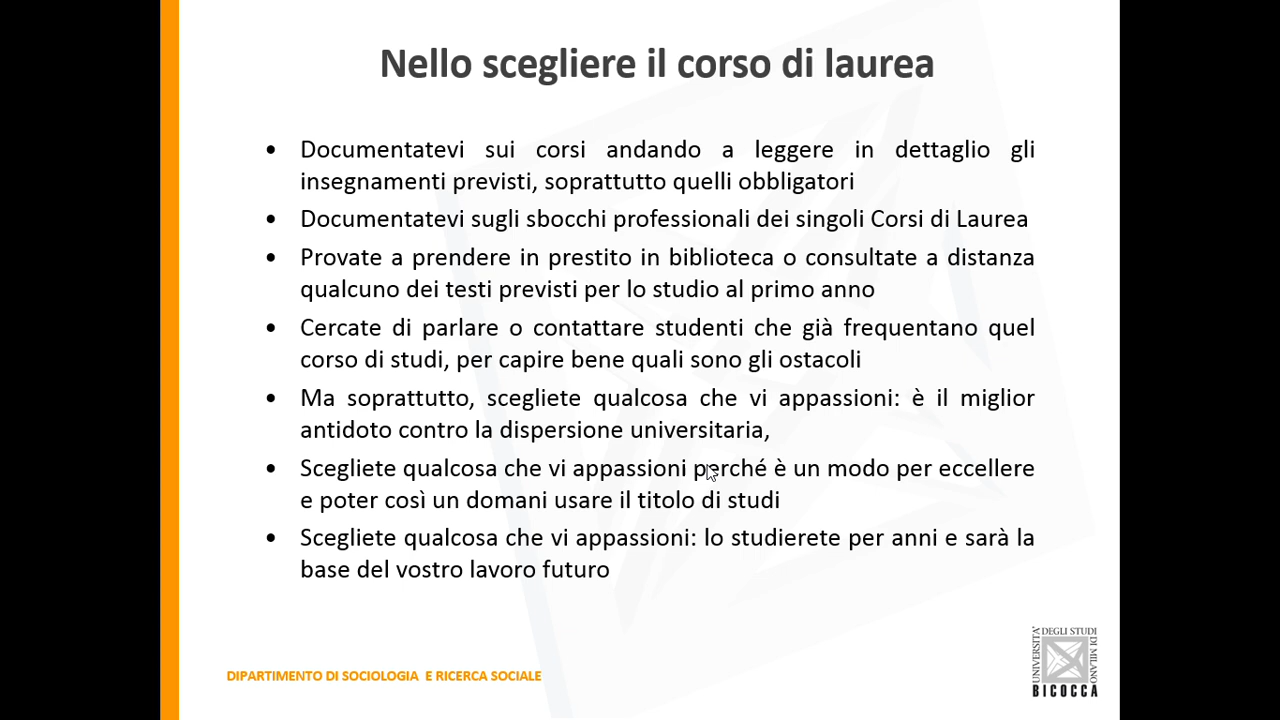 Nello scegliere il corso di laurea
• Documentatevi sui corsi andando a leggere in dettaglio gli
insegnamenti previsti, soprattutto quelli obbligatori
• Documentatevi sugli sbocchi professionali dei singoli Corsi di Laurea
• Provate a prendere in prestito in biblioteca o consultate a distanza
qualcuno dei testi previsti per lo studio al primo anno
• Cercate di parlare o contattare studenti che già frequentano quel
corso di studi, per capire bene quali sono gli ostacoli
• Ma soprattutto, scegliete qualcosa che vi appassioni: è il miglior
antidoto contro la dispersione universitaria,
• Scegliete qualcosa che vi appassioni perché è un modo per eccellere
e poter così un domani usare il titolo di studi
• Scegliete qualcosa che vi appassioni: lo studierete per anni e sarà la
base del vostro lavoro futuro
DIPARTIMENTO DI SOCIOLOGIA E RICERCA SOCIALE
UNIVERSITA'
DEGLI STUDI
DI MILANO
BICOCCA